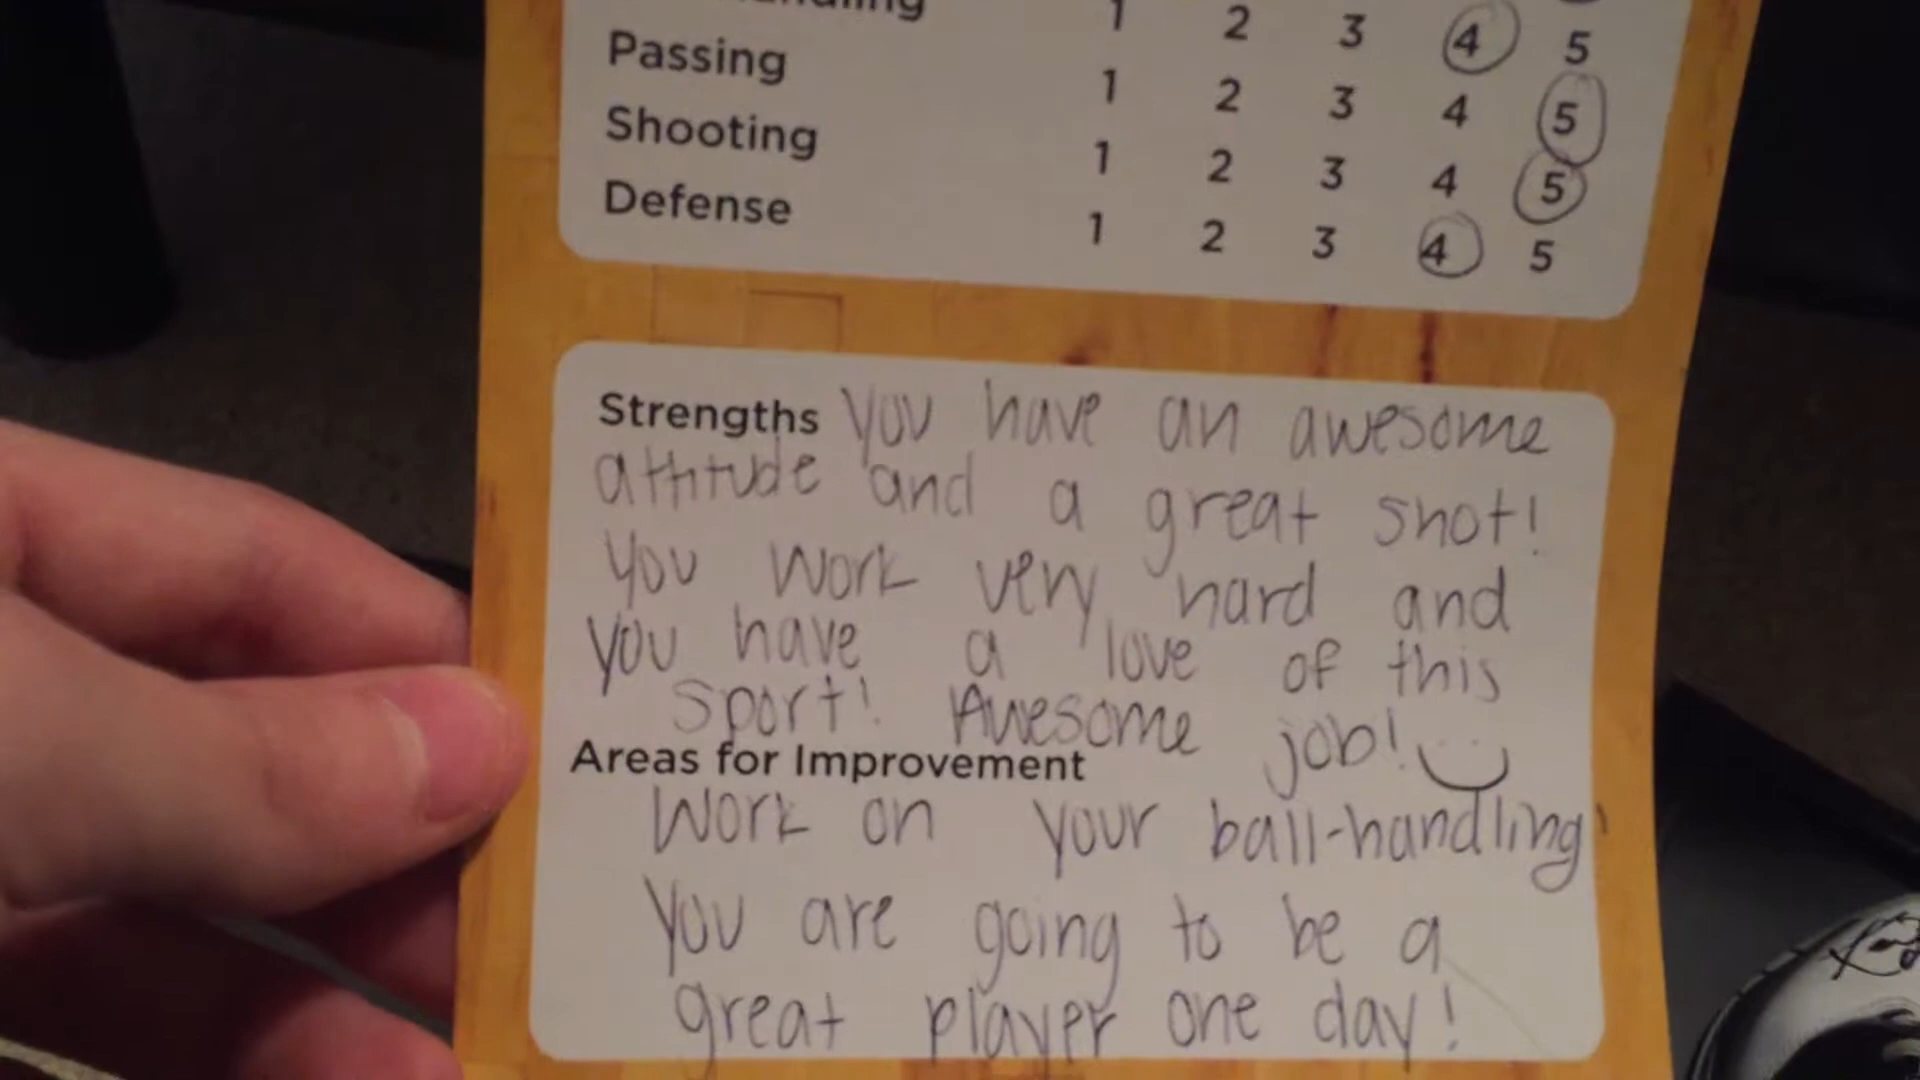 Passing 1 2 3 4 5
Shooting 1 2 3 4 5
Defense 1 2 3 4 5
1 2 3 4 5
Strengths you have an awesome
attitude and a great shot!
You work very hard and
you have a love of this
sport! Awesome job!
Areas for Improvement
Work on your ball-handling
You are going to be a
great player one day!